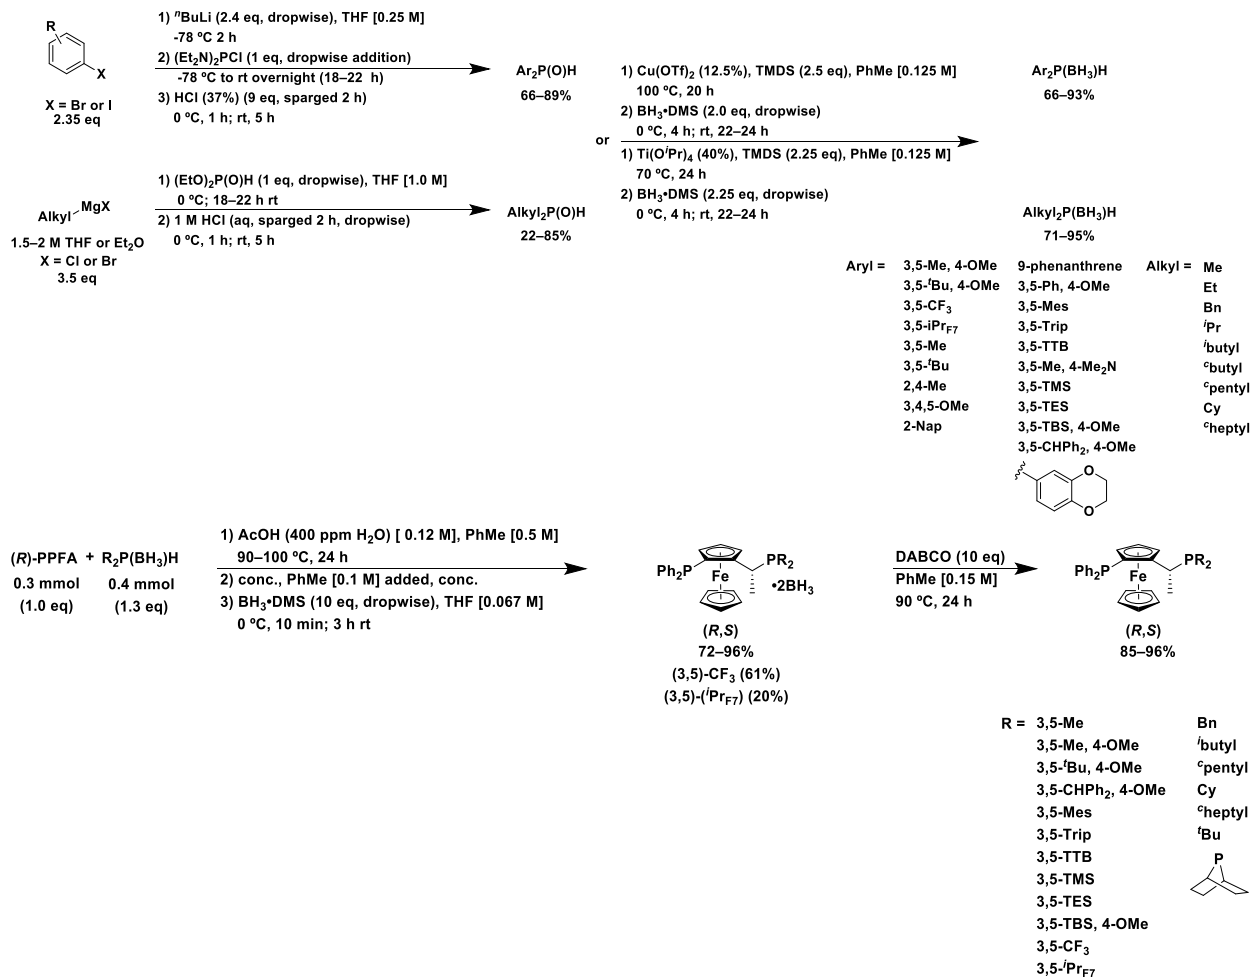 R
X
X = Br or I
2.35 eq
1) ⁿBuLi (2.4 eq, dropwise), THF [0.25 M]
-78 ºC 2 h
2) (Et₂N)₂PCl (1 eq, dropwise addition)
-78 ºC to rt overnight (18–22 h)
3) HCl (37%) (9 eq, sparged 2 h)
0 ºC, 1 h; rt, 5 h
Ar₂P(O)H
66–89%
Alkyl MgX
1.5–2 M THF or Et₂O
X = Cl or Br
3.5 eq
1) (EtO)₂P(O)H (1 eq, dropwise), THF [1.0 M]
0 ºC; 18–22 h rt
2) 1 M HCl (aq, sparged 2 h, dropwise)
0 ºC, 1 h; rt, 5 h
Alkyl₂P(O)H
22–85%
or
1) Cu(OTf)₂ (12.5%), TMDS (2.5 eq), PhMe [0.125 M]
100 ºC, 20 h
2) BH₃•DMS (2.0 eq, dropwise)
0 ºC, 4 h; rt, 22–24 h
1) Ti(OⁱPr)₄ (40%), TMDS (2.25 eq), PhMe [0.125 M]
70 ºC, 24 h
2) BH₃•DMS (2.25 eq, dropwise)
0 ºC, 4 h; rt, 22–24 h
Ar₂P(BH₃)H
66–93%
Alkyl₂P(BH₃)H
71–95%
Aryl =
3,5-Me, 4-OMe
3,5-ᵗBu, 4-OMe
3,5-CF₃
3,5-iPrF7
3,5-Me
3,5-ᵗBu
2,4-Me
3,4,5-OMe
2-Nap
9-phenanthrene
3,5-Ph, 4-OMe
3,5-Mes
3,5-Trip
3,5-TTB
3,5-Me, 4-Me₂N
3,5-TMS
3,5-TES
3,5-TBS, 4-OMe
3,5-CHPh₂, 4-OMe
O
O
Alkyl =
Me
Et
Bn
ⁱPr
ⁱbutyl
ᶜbutyl
ᶜpentyl
Cy
ᶜheptyl
(R)-PPFA + R₂P(BH₃)H
0.3 mmol 0.4 mmol
(1.0 eq) (1.3 eq)
1) AcOH (400 ppm H₂O) [ 0.12 M], PhMe [0.5 M]
90–100 ºC, 24 h
2) conc., PhMe [0.1 M] added, conc.
3) BH₃•DMS (10 eq, dropwise), THF [0.067 M]
0 ºC, 10 min; 3 h rt
Ph₂P PR₂
Fe
•2BH₃
(R,S)
72–96%
(3,5)-CF₃ (61%)
(3,5)-(ⁱPrF7) (20%)
DABCO (10 eq)
PhMe [0.15 M]
90 ºC, 24 h
Ph₂P PR₂
Fe
(R,S)
85–96%
R =
3,5-Me
3,5-Me, 4-OMe
3,5-ᵗBu, 4-OMe
3,5-CHPh₂, 4-OMe
3,5-Mes
3,5-Trip
3,5-TTB
3,5-TMS
3,5-TES
3,5-TBS, 4-OMe
3,5-CF₃
3,5-ⁱPrF7
Bn
ⁱbutyl
ᶜpentyl
Cy
ᶜheptyl
ᵗBu
P